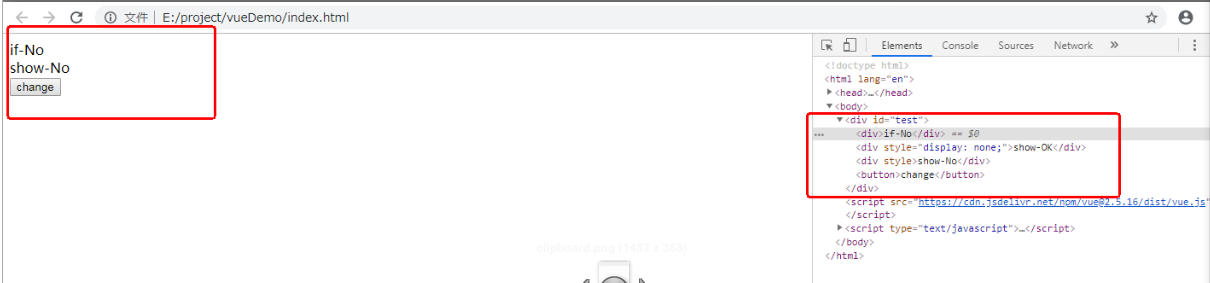 文件 E:/project/vueDemo/index.html
if-No
show-No
change
Elements Console Sources Network »
<!doctype html>
<html lang="en">
<head>…</head>
<body>
<div id="test">
… <div>if-No</div> == $0
<div style="display: none;">show-OK</div>
<div style>show-No</div>
<button>change</button>
</div>
<script src="https://cdn.jsdelivr.net/npm/vue@2.5.16/dist/vue.js"
</script>
<script type="text/javascript">…</script>
</body>
</html>
clipboard.png (1432 x 353)